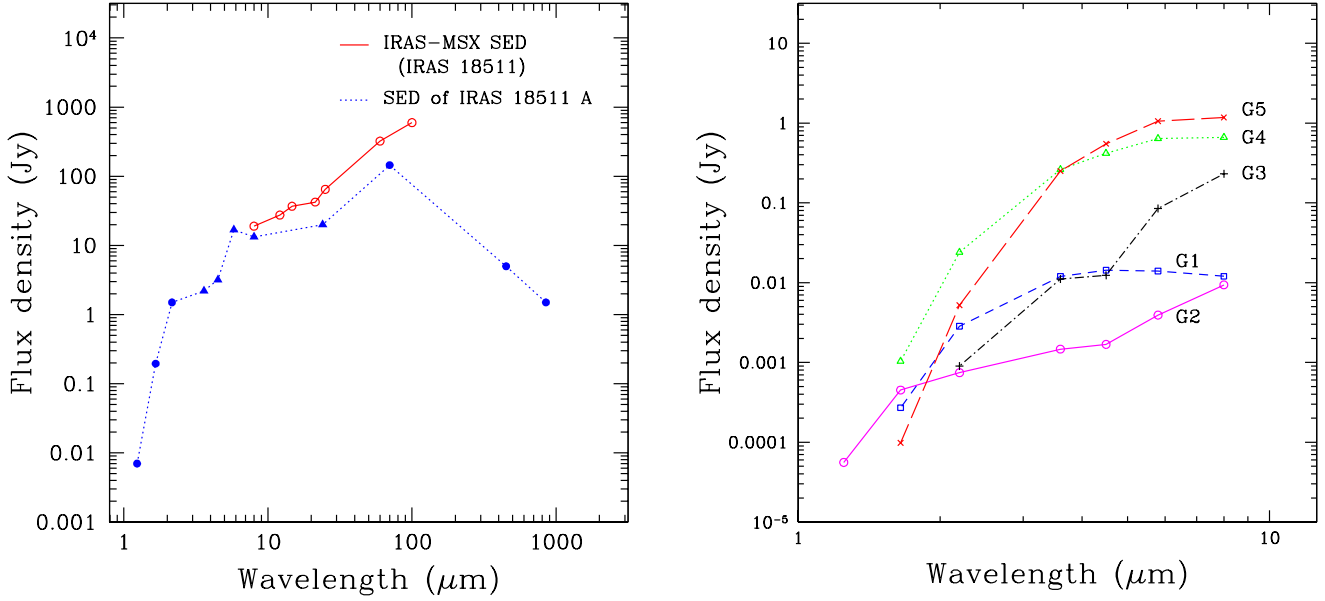 10⁴
1000
100
10
1
0.1
0.01
0.001
Flux density (Jy)
IRAS-MSX SED
(IRAS 18511)
SED of IRAS 18511 A
1 10 100 1000
Wavelength (μm)
10
1
0.1
0.01
0.001
0.0001
10⁻⁵
Flux density (Jy)
G5
G4
G3
G1
G2
1 10
Wavelength (μm)